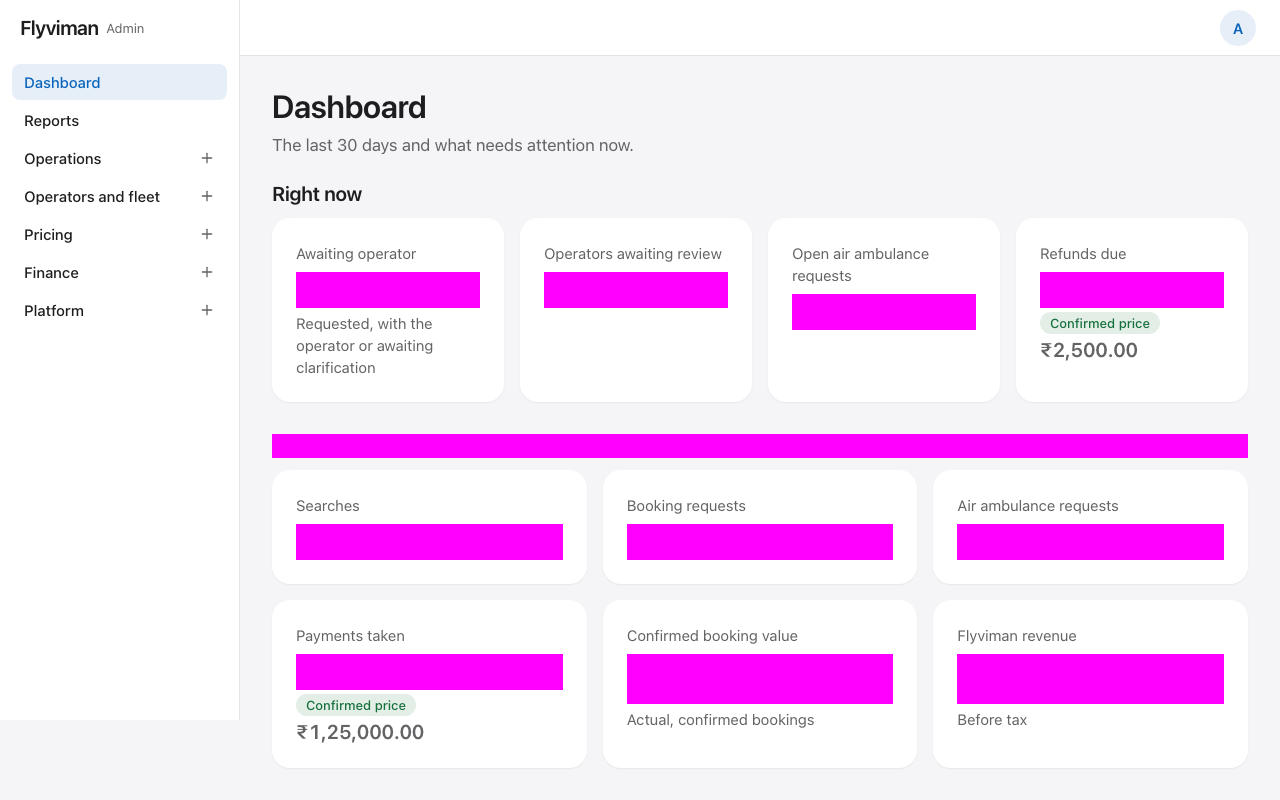 Flyviman Admin
A
Dashboard
Reports
Operations
Operators and fleet
Pricing
Finance
Platform
Dashboard
The last 30 days and what needs attention now.
Right now
Awaiting operator
Requested, with the
operator or awaiting
clarification
Operators awaiting review
Open air ambulance
requests
Refunds due
Confirmed price
₹2,500.00
Searches
Booking requests
Air ambulance requests
Payments taken
Confirmed price
₹1,25,000.00
Confirmed booking value
Actual, confirmed bookings
Flyviman revenue
Before tax